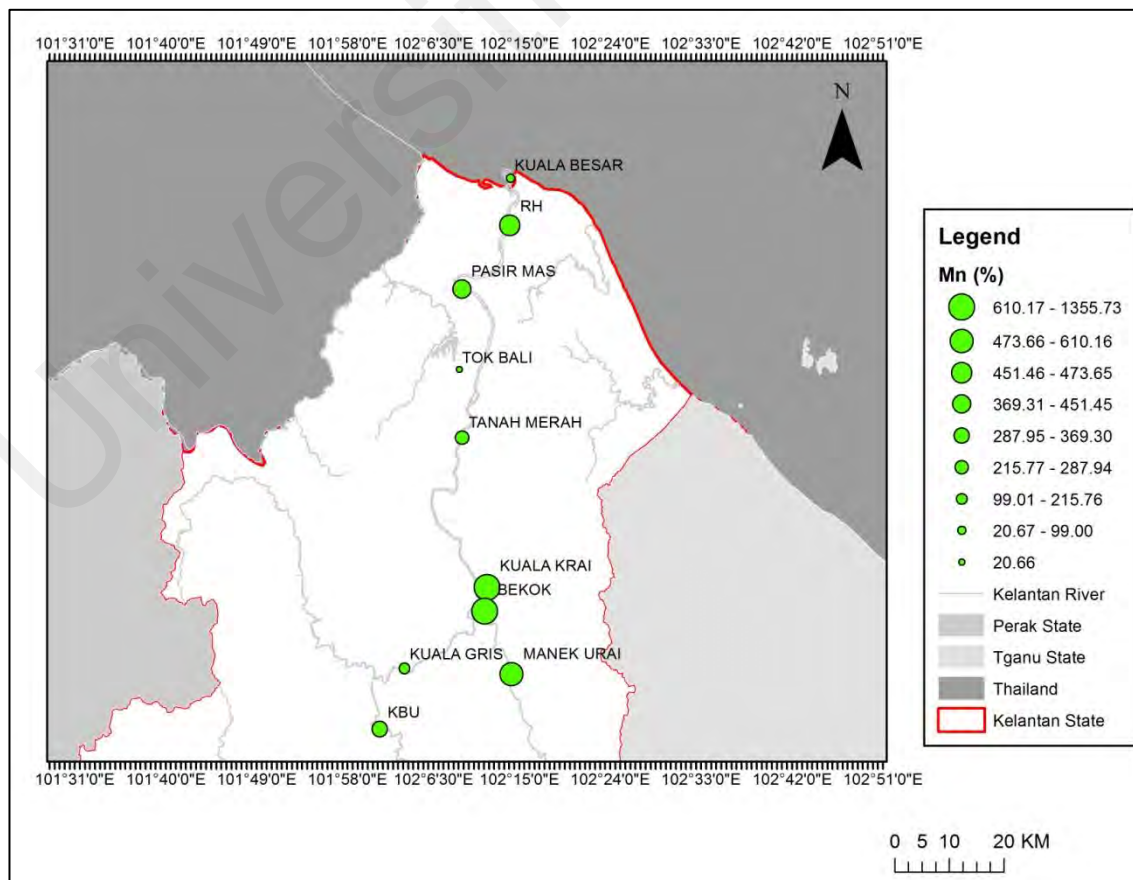 101°31'0"E 101°40'0"E 101°49'0"E 101°58'0"E 102°6'30"E 102°15'0"E 102°24'0"E 102°33'0"E 102°42'0"E 102°51'0"E
N
KUALA BESAR
RH
PASIR MAS
TOK BALI
TANAH MERAH
KUALA KRAI
BEKOK
KUALA GRIS
MANEK URAI
KBU
101°31'0"E 101°40'0"E 101°49'0"E 101°58'0"E 102°6'30"E 102°15'0"E 102°24'0"E 102°33'0"E 102°42'0"E 102°51'0"E
Legend
Mn (%)
610.17 - 1355.73
473.66 - 610.16
451.46 - 473.65
369.31 - 451.45
287.95 - 369.30
215.77 - 287.94
99.01 - 215.76
20.67 - 99.00
20.66
Kelantan River
Perak State
Tganu State
Thailand
Kelantan State
0 5 10 20 KM
Universi